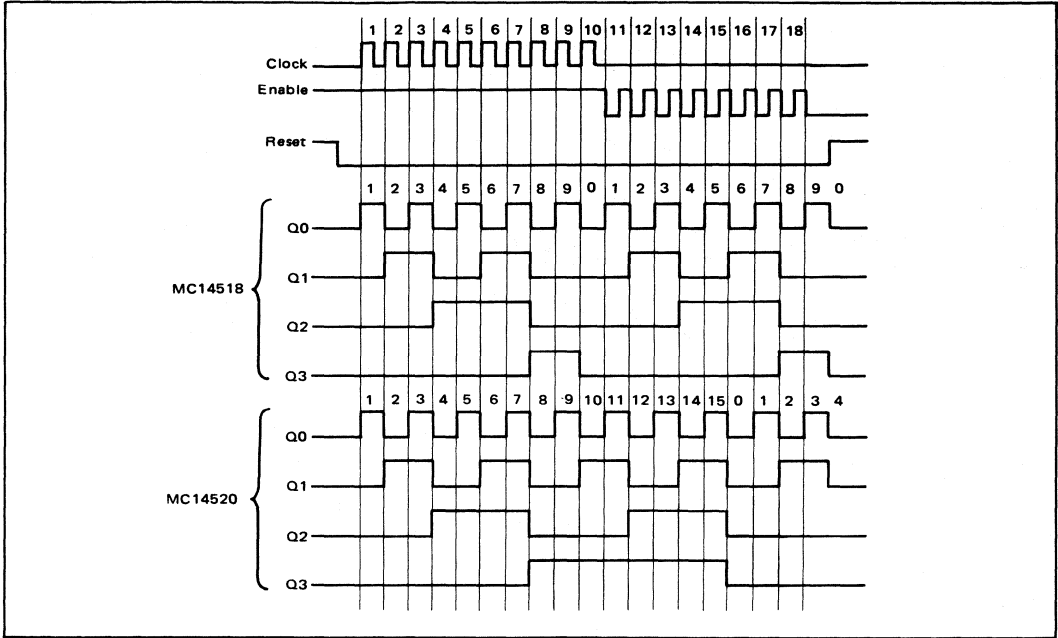 1 2 3 4 5 6 7 8 9 10 11 12 13 14 15 16 17 18
Clock
Enable
Reset
1 2 3 4 5 6 7 8 9 0 1 2 3 4 5 6 7 8 9 0
Q0
Q1
MC14518
Q2
Q3
1 2 3 4 5 6 7 8 9 10 11 12 13 14 15 0 1 2 3 4
Q0
Q1
MC14520
Q2
Q3